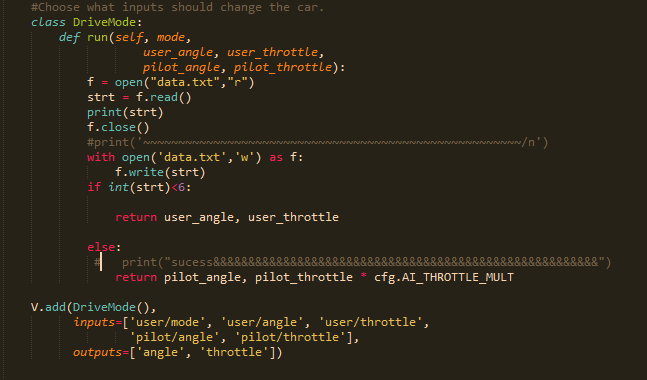 #Choose what inputs should change the car.
class DriveMode:
    def run(self, mode,
                user_angle, user_throttle,
                pilot_angle, pilot_throttle):
        f = open("data.txt","r")
        strt = f.read()
        print(strt)
        f.close()
        #print('~~~~~~~~~~~~~~~~~~~~~~~~~~~~~~~~~~~~~~~~~~~~~~~~~~~~~~/n')
        with open('data.txt','w') as f:
            f.write(strt)
        if int(strt)<6:
            return user_angle, user_throttle
        else:
         #   print("sucess&&&&&&&&&&&&&&&&&&&&&&&&&&&&&&&&&&&&&&&&&&&&&&&&&&&&&&&")
            return pilot_angle, pilot_throttle * cfg.AI_THROTTLE_MULT
V.add(DriveMode(),
      inputs=['user/mode', 'user/angle', 'user/throttle',
              'pilot/angle', 'pilot/throttle'],
      outputs=['angle', 'throttle'])